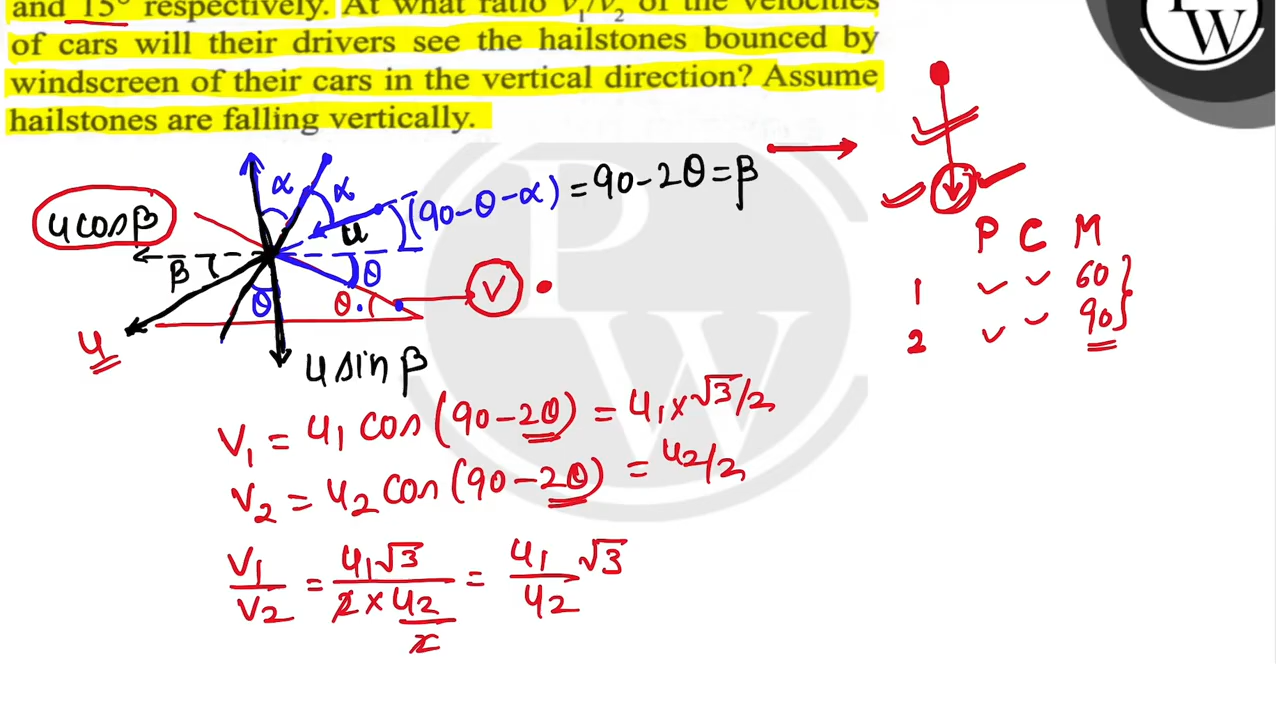 and 15° respectively. At what ratio v₁/v₂ of the velocities
of cars will their drivers see the hailstones bounced by
windscreen of their cars in the vertical direction? Assume
hailstones are falling vertically.
W
α
α
u
(90-θ-α) = 90-2θ = β
u cosβ
β
θ
θ
θ
V
u
u sinβ
P C M
1 60
2 90
V₁ = u₁ cos(90-2θ) = u₁×√3/2
V₂ = u₂ cos(90-2θ) = u₂/2
V₁/V₂ = u₁√3/(2×u₂/2) = u₁/u₂ √3
PW